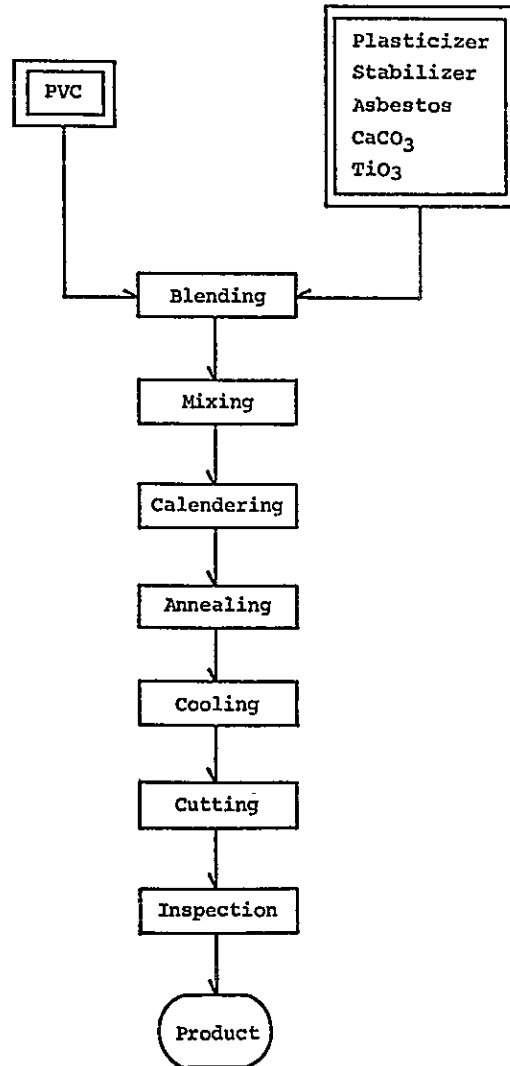 PVC
Plasticizer
Stabilizer
Asbestos
CaCO3
TiO3
Blending
Mixing
Calendering
Annealing
Cooling
Cutting
Inspection
Product